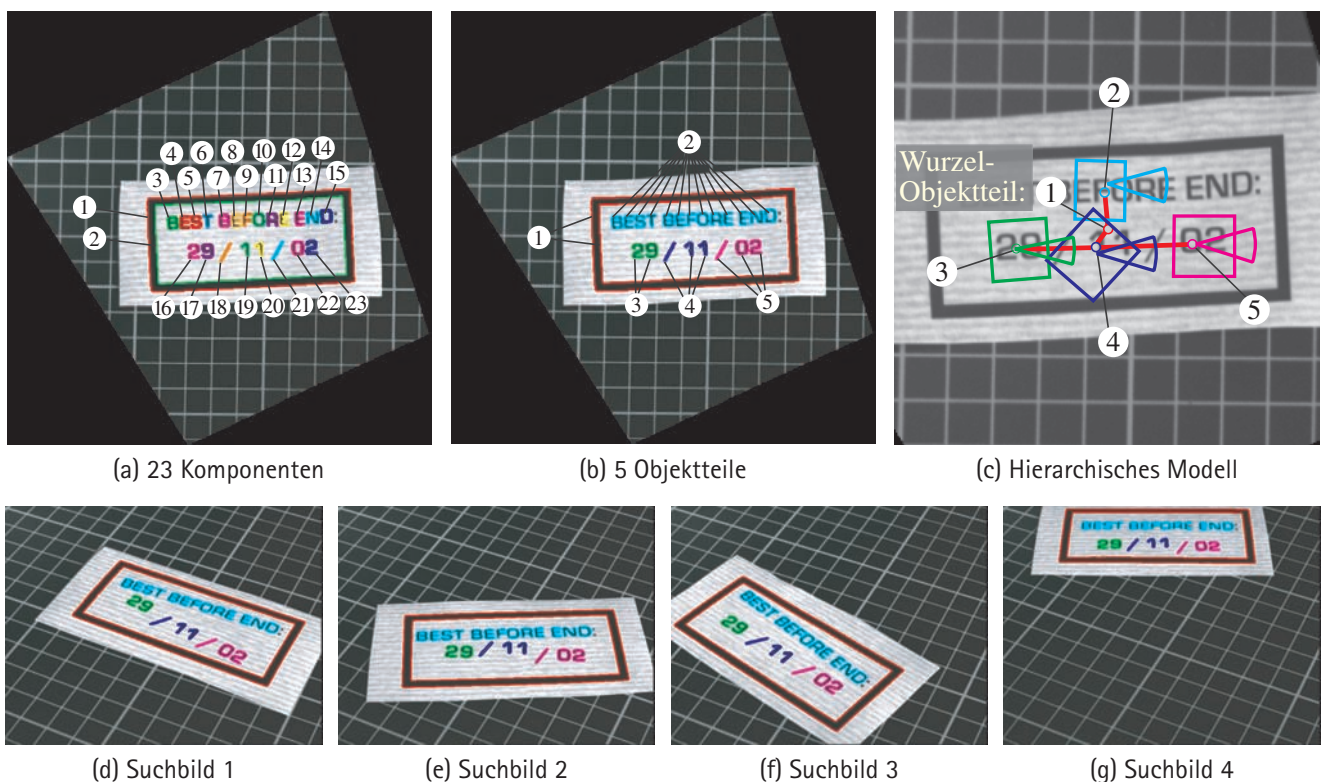 4 6 8 10 12 14
3 5 7 9 11 13 15
1
BEST BEFORE END:
2
29/11/02
16 17 18 19 20 21 22 23
(a) 23 Komponenten
2
BEST BEFORE END:
1
29/11/02
3 4 5
(b) 5 Objektteile
2
Wurzel-
Objektteil:
BEFORE END:
1
3
4
5
(c) Hierarchisches Modell
BEST BEFORE END:
29/11/02
(d) Suchbild 1
BEST BEFORE END:
29/11/02
(e) Suchbild 2
BEST BEFORE END:
29/11/02
(f) Suchbild 3
BEST BEFORE END:
29/11/02
(g) Suchbild 4